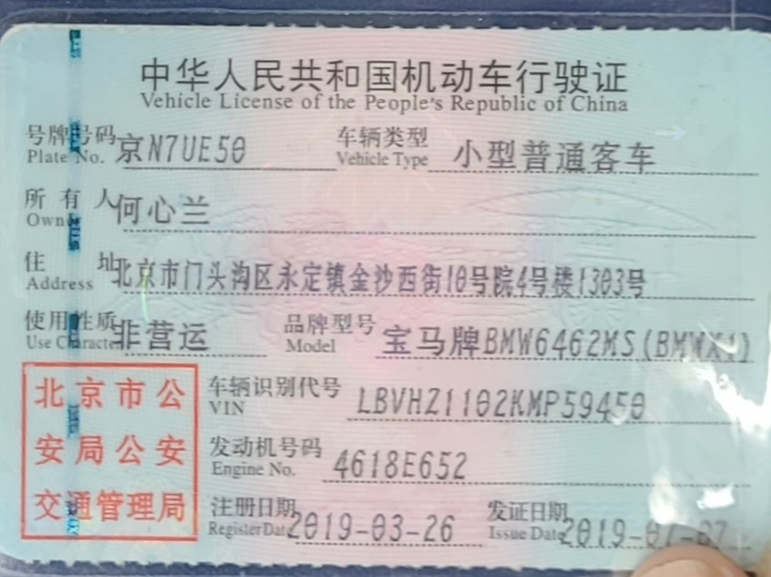 中华人民共和国机动车行驶证
Vehicle License of the People's Republic of China
号牌号码 京N7UE50 车辆类型 小型普通客车
Plate No. Vehicle Type
所有人 何心兰
Owner
住址 北京市门头沟区永定镇金沙西街10号院4号楼1303号
Address
使用性质 非营运 品牌型号 宝马牌BMW6462MS(BMWX1)
Use Character Model
北京市公
安局公安
交通管理局
车辆识别代号 LBVHZ1102KMP59450
VIN
发动机号码 4618E652
Engine No.
注册日期 2019-03-26 发证日期 2019-07-07
Register Date Issue Date